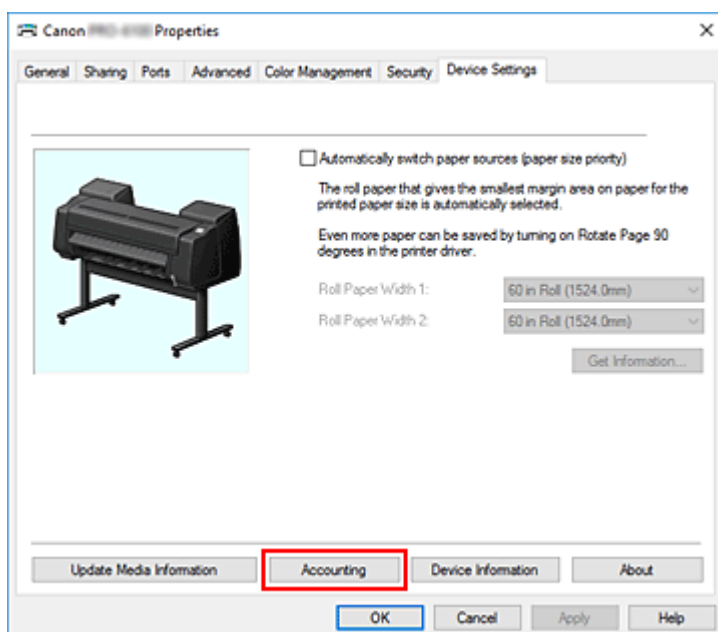 Canon Properties
General Sharing Ports Advanced Color Management Security Device Settings
Automatically switch paper sources (paper size priority)
The roll paper that gives the smallest margin area on paper for the
printed paper size is automatically selected.
Even more paper can be saved by turning on Rotate Page 90
degrees in the printer driver.
Roll Paper Width 1: 60 in Roll (1524.0mm)
Roll Paper Width 2: 60 in Roll (1524.0mm)
Get Information...
Update Media Information Accounting Device Information About
OK Cancel Apply Help